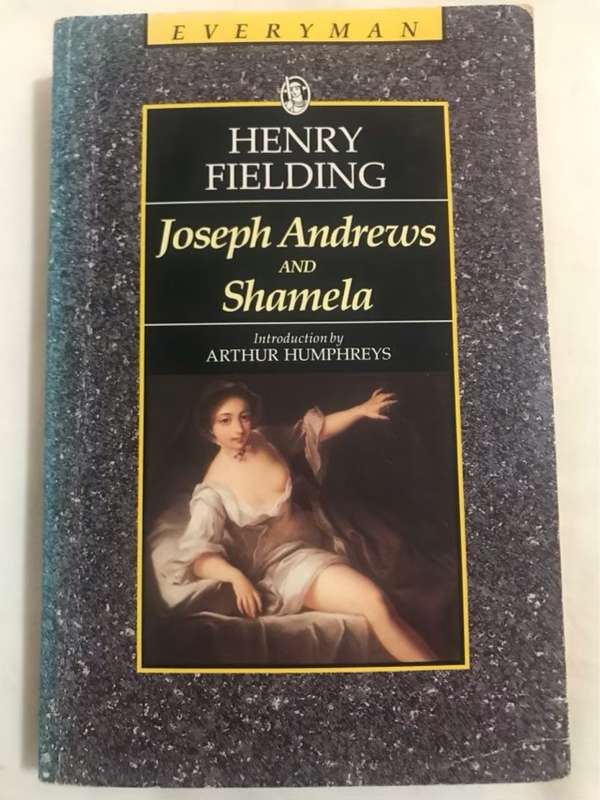 EVERYMAN
HENRY
FIELDING
Joseph Andrews
AND
Shamela
Introduction by
ARTHUR HUMPHREYS